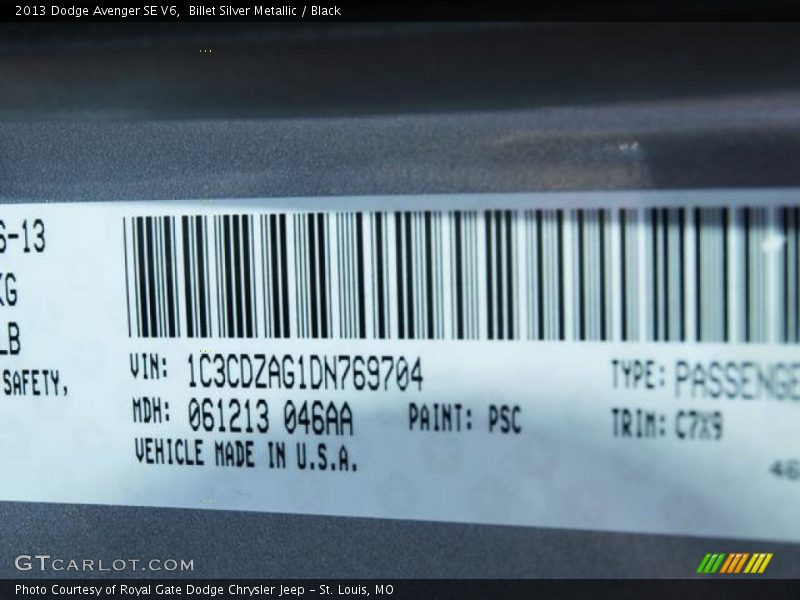 2013 Dodge Avenger SE V6, Billet Silver Metallic / Black
6-13
KG
LB
SAFETY,
VIN: 1C3CDZAG1DN769704
TYPE: PASSENGE
MDH: 061213 046AA PAINT: PSC
TRIM: C7X9
VEHICLE MADE IN U.S.A.
46
GTCARLOT.COM
Photo Courtesy of Royal Gate Dodge Chrysler Jeep - St. Louis, MO